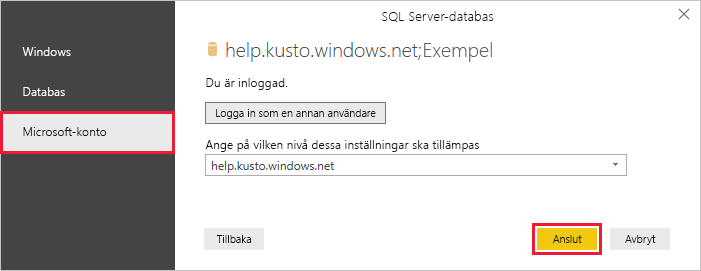 SQL Server-databas
Windows
Databas
Microsoft-konto
help.kusto.windows.net;Exempel
Du är inloggad.
Logga in som en annan användare
Ange på vilken nivå dessa inställningar ska tillämpas
help.kusto.windows.net
Tillbaka
Anslut
Avbryt